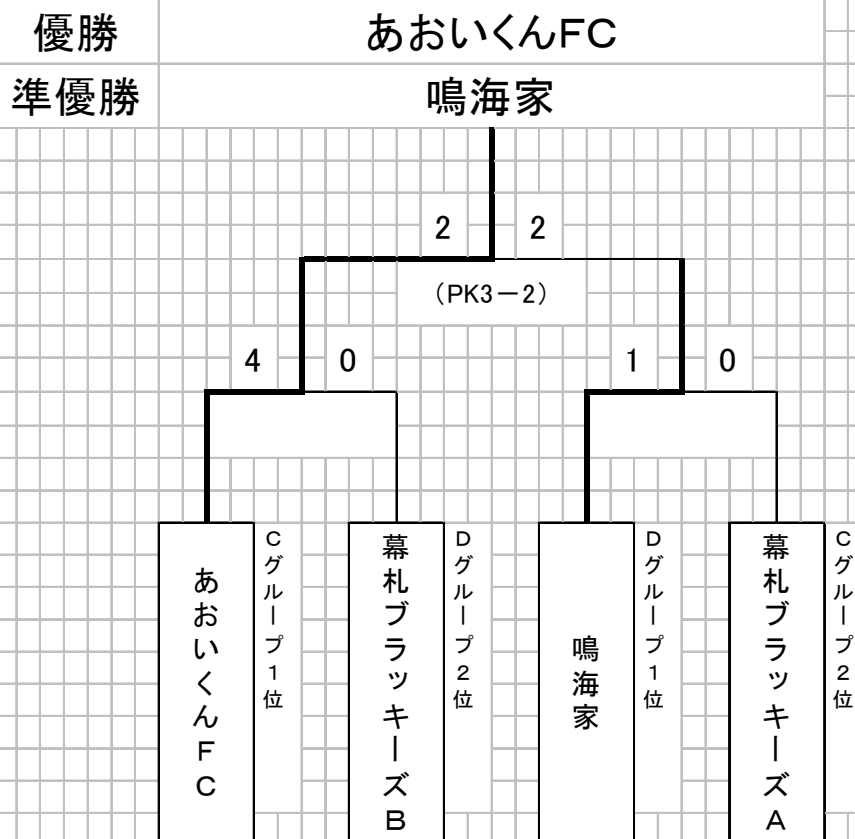 優勝 あおいくんFC
準優勝 鳴海家
2 2
（PK3－2）
4 0 1 0
あおいくんFC
Cグループ1位
幕札ブラッキーズB
Dグループ2位
鳴海家
Dグループ1位
幕札ブラッキーズA
Cグループ2位